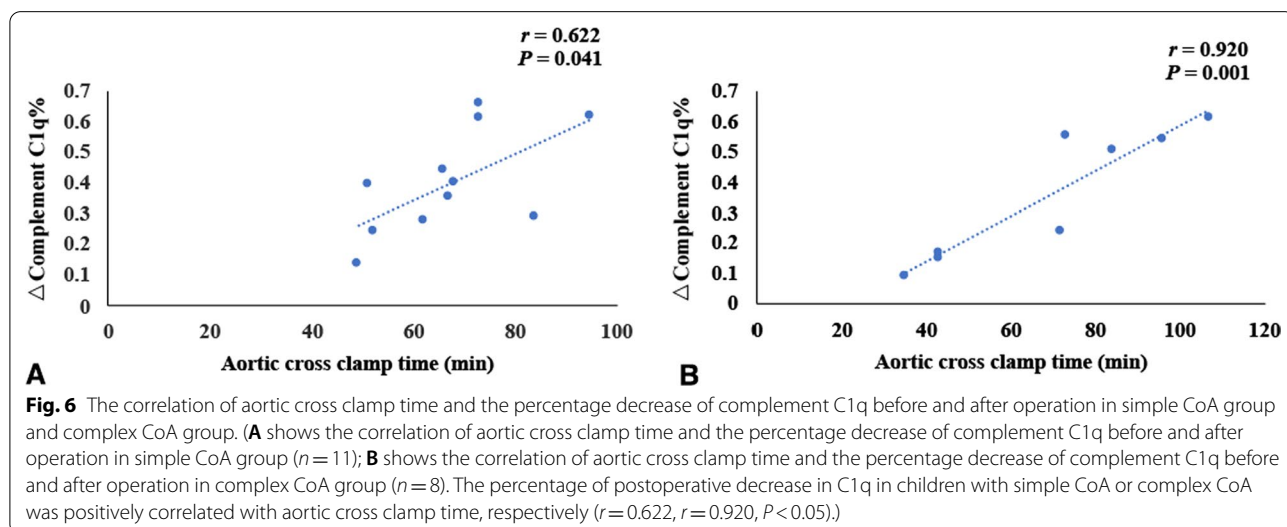 r = 0.622
P = 0.041
△ Complement C1q%
0.7
0.6
0.5
0.4
0.3
0.2
0.1
0
0 20 40 60 80 100
Aortic cross clamp time (min)
A
r = 0.920
P = 0.001
△ Complement C1q%
0.7
0.6
0.5
0.4
0.3
0.2
0.1
0
0 20 40 60 80 100 120
Aortic cross clamp time (min)
B
Fig. 6 The correlation of aortic cross clamp time and the percentage decrease of complement C1q before and after operation in simple CoA group
and complex CoA group. (A shows the correlation of aortic cross clamp time and the percentage decrease of complement C1q before and after
operation in simple CoA group (n = 11); B shows the correlation of aortic cross clamp time and the percentage decrease of complement C1q before
and after operation in complex CoA group (n = 8). The percentage of postoperative decrease in C1q in children with simple CoA or complex CoA
was positively correlated with aortic cross clamp time, respectively (r = 0.622, r = 0.920, P < 0.05).)